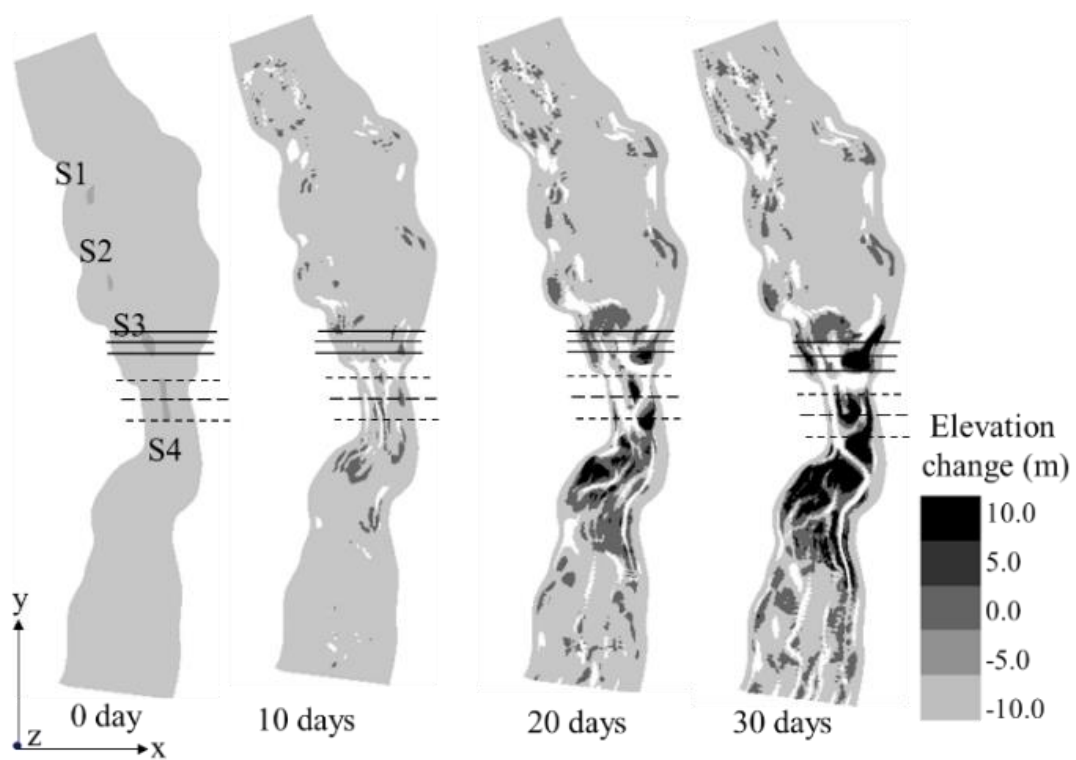 S1
S2
S3
S4
Elevation
change (m)
10.0
5.0
0.0
-5.0
-10.0
y
z
x
0 day
10 days
20 days
30 days